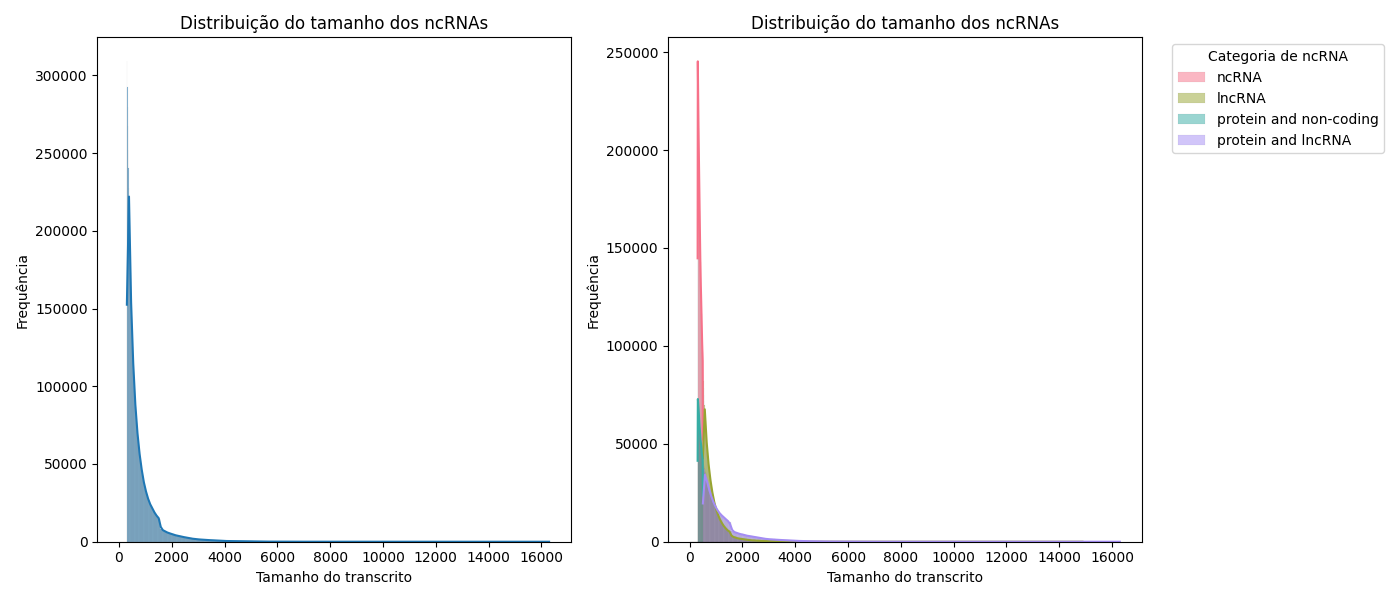 Distribuição do tamanho dos ncRNAs
300000
250000
200000
150000
100000
50000
0
Frequência
0 2000 4000 6000 8000 10000 12000 14000 16000
Tamanho do transcrito
Distribuição do tamanho dos ncRNAs
250000
200000
150000
100000
50000
0
Frequência
0 2000 4000 6000 8000 10000 12000 14000 16000
Tamanho do transcrito
Categoria de ncRNA
ncRNA
lncRNA
protein and non-coding
protein and lncRNA